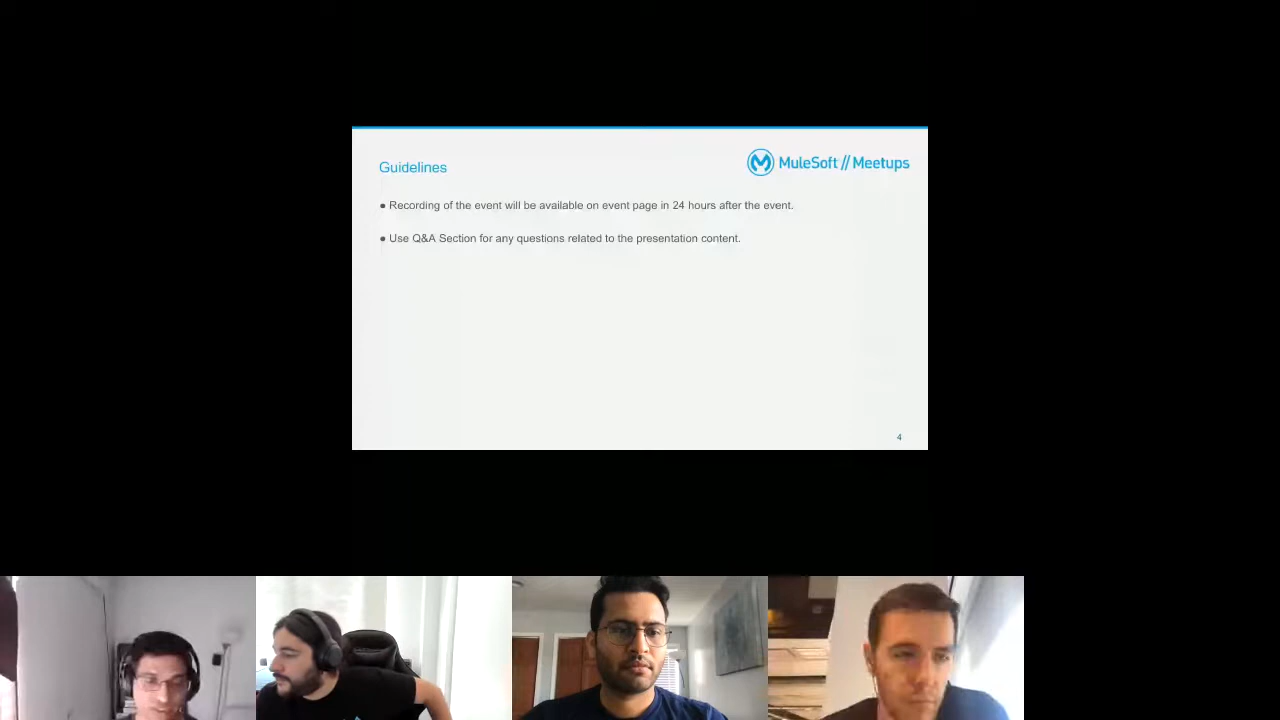 Guidelines
MuleSoft // Meetups
● Recording of the event will be available on event page in 24 hours after the event.
● Use Q&A Section for any questions related to the presentation content.
4